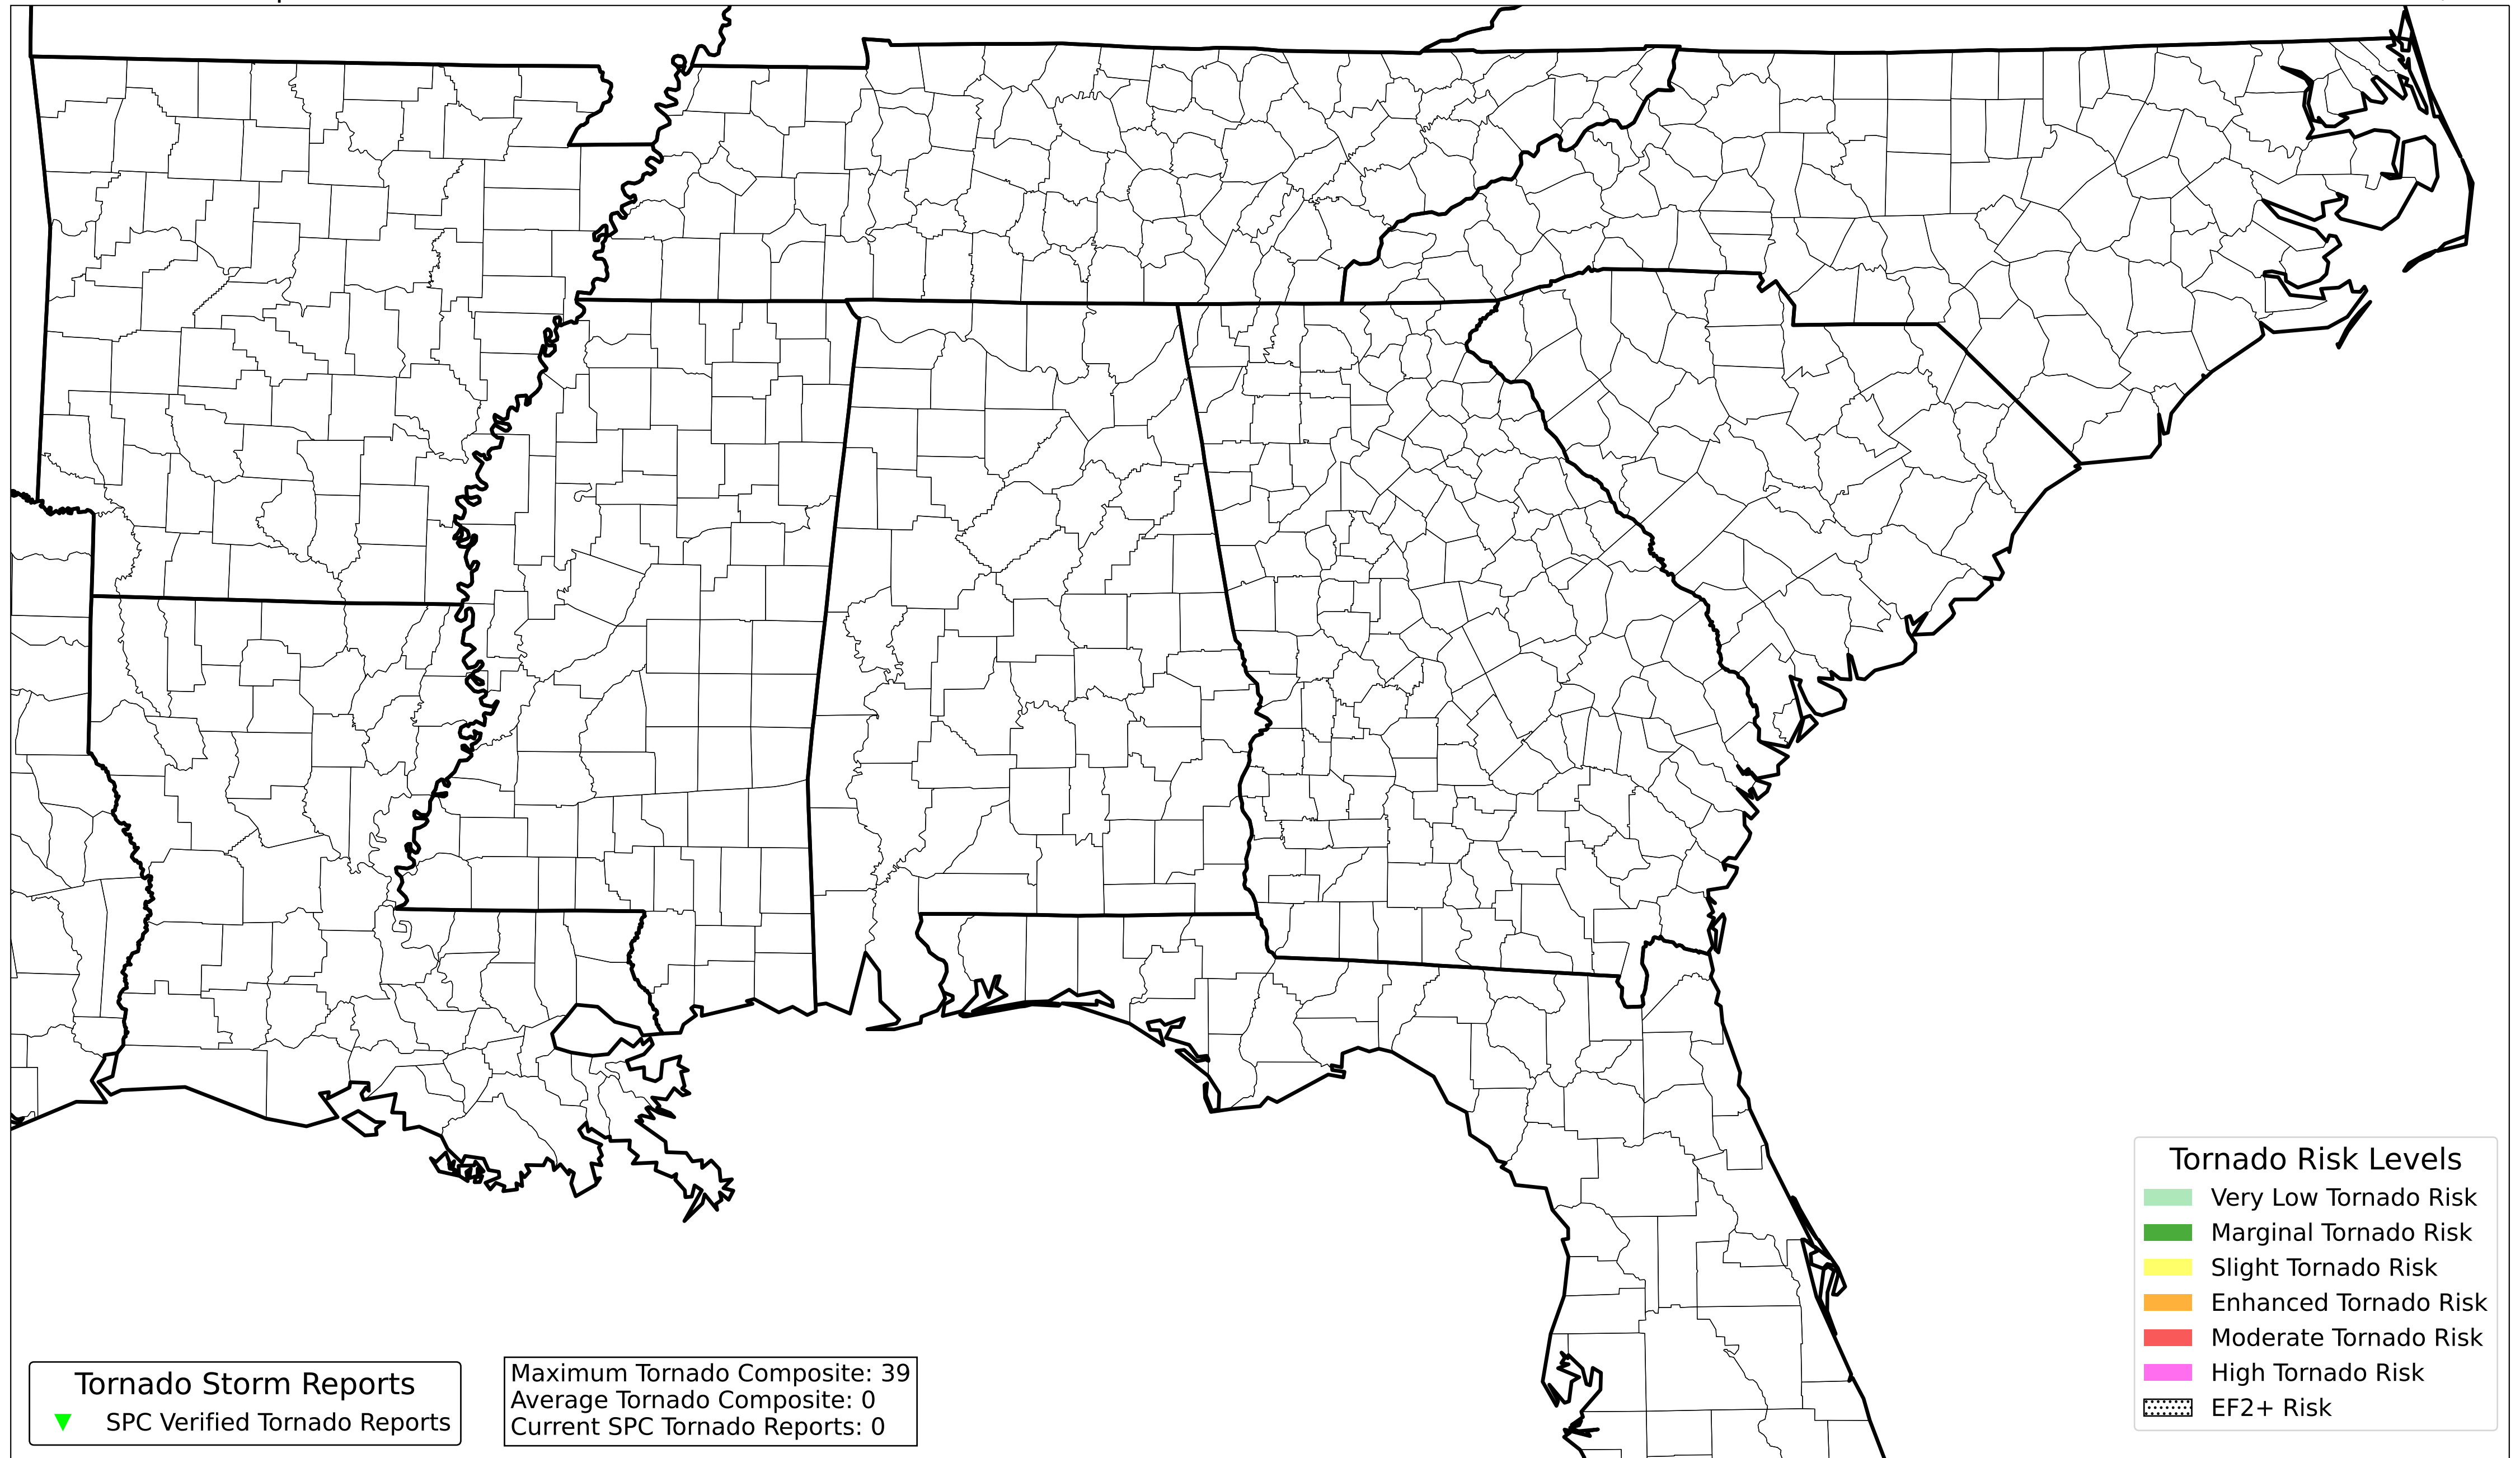 Tornado Risk Levels
Very Low Tornado Risk
Marginal Tornado Risk
Slight Tornado Risk
Enhanced Tornado Risk
Moderate Tornado Risk
High Tornado Risk
EF2+ Risk
Tornado Storm Reports
SPC Verified Tornado Reports
Maximum Tornado Composite: 39
Average Tornado Composite: 0
Current SPC Tornado Reports: 0